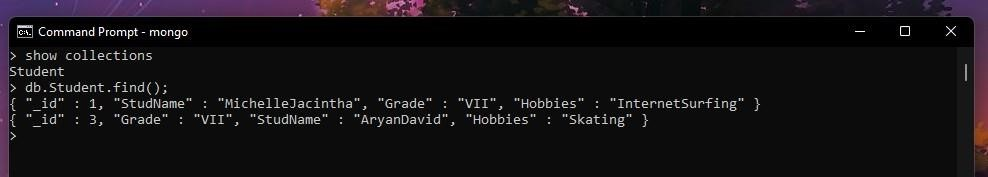 Command Prompt - mongo
> show collections
Student
> db.Student.find();
{ "_id" : 1, "StudName" : "MichelleJacintha", "Grade" : "VII", "Hobbies" : "InternetSurfing" }
{ "_id" : 3, "Grade" : "VII", "StudName" : "AryanDavid", "Hobbies" : "Skating" }
>